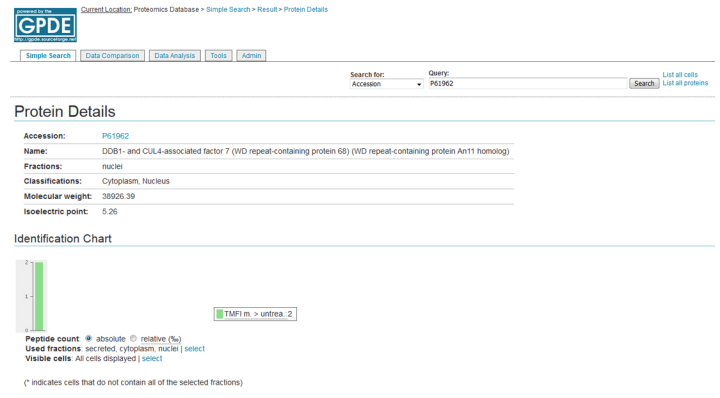 powered by the
GPDE
http://gpde.sourceforge.net
Current Location: Proteomics Database > Simple Search > Result > Protein Details
Simple Search Data Comparison Data Analysis Tools Admin
Search for: Query:
Accession P61962 Search
List all cells
List all proteins
Protein Details
Accession: P61962
Name: DDB1- and CUL4-associated factor 7 (WD repeat-containing protein 68) (WD repeat-containing protein An11 homolog)
Fractions: nuclei
Classifications: Cytoplasm, Nucleus
Molecular weight: 38926.39
Isoelectric point: 5.26
Identification Chart
2
1
0
TMFI m. > untrea.:2
Peptide count: absolute relative (‰)
Used fractions: secreted, cytoplasm, nuclei | select
Visible cells: All cells displayed | select
(* indicates cells that do not contain all of the selected fractions)